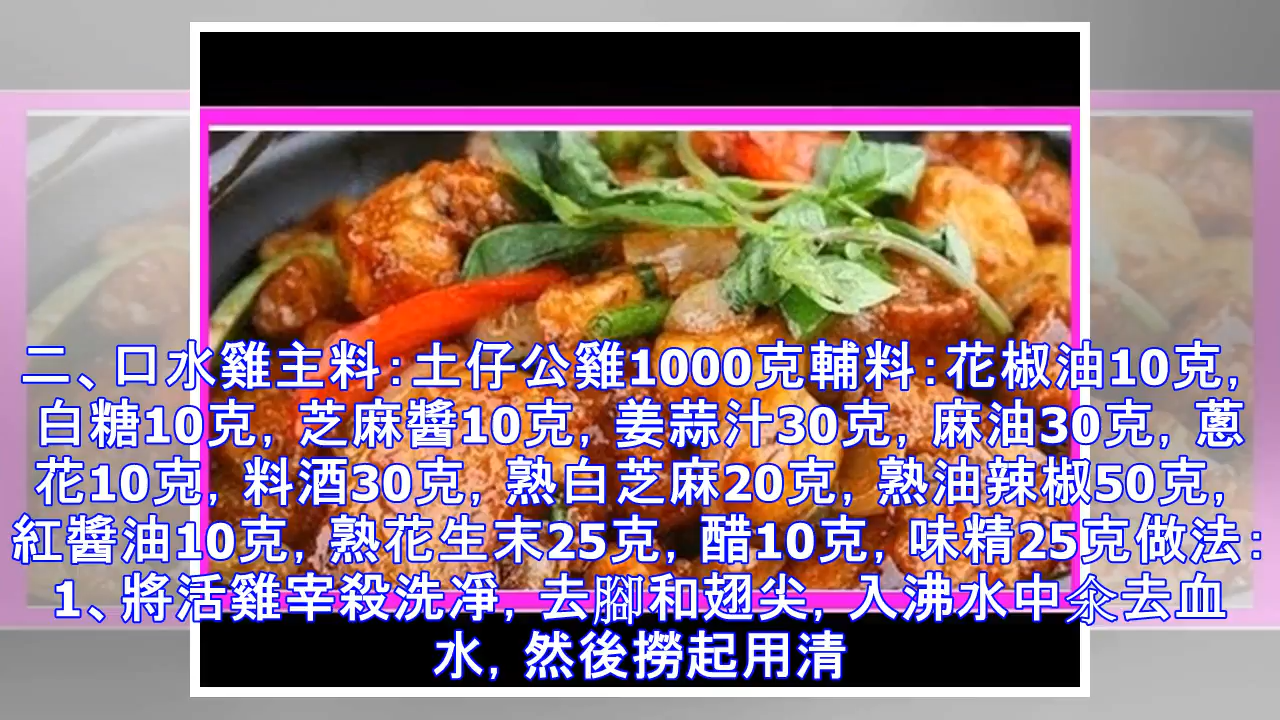 二、口水雞主料：土仔公雞1000克輔料：花椒油10克，
白糖10克，芝麻醬10克，姜蒜汁30克，麻油30克，蔥
花10克，料酒30克，熟白芝麻20克，熟油辣椒50克，
紅醬油10克，熟花生末25克，醋10克，味精25克做法：
1、將活雞宰殺洗凈，去腳和翅尖，入沸水中汆去血
水，然後撈起用清